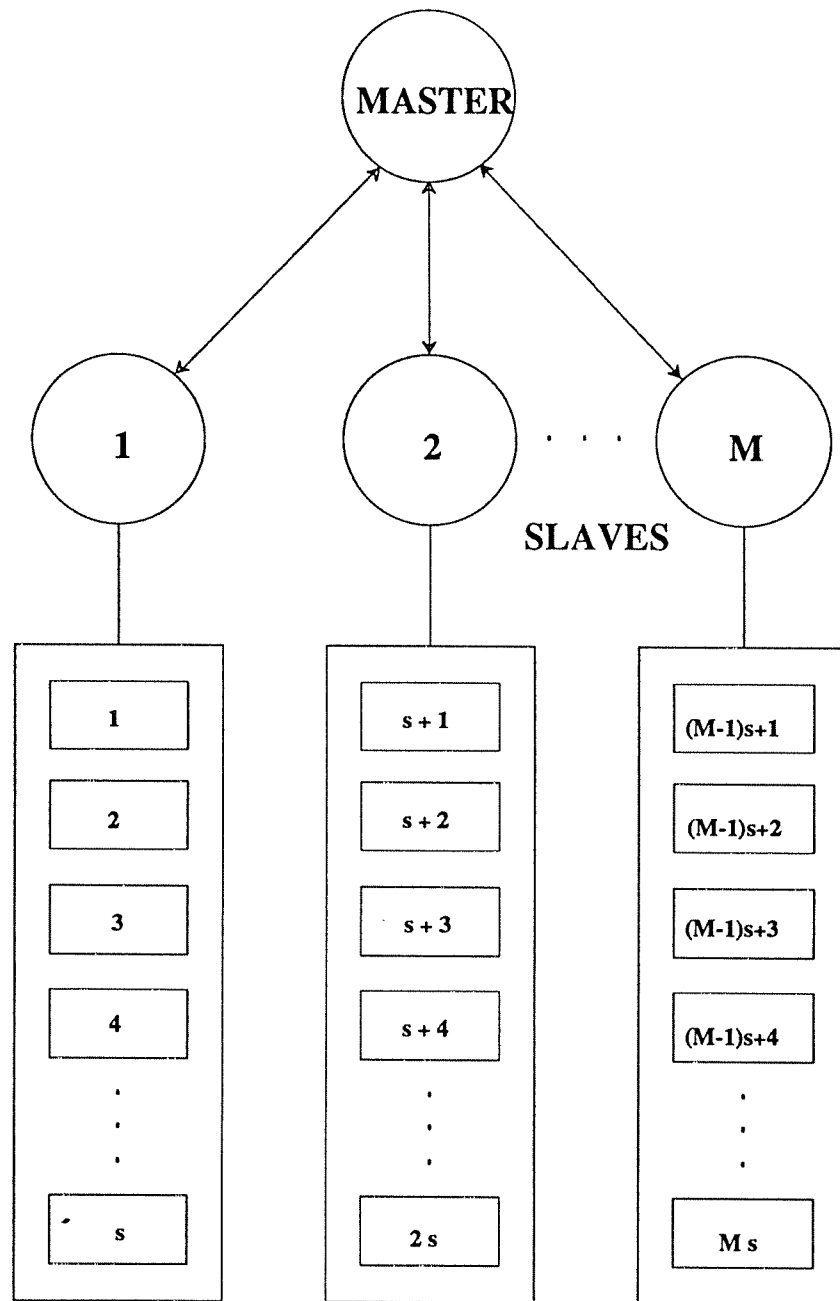 MASTER
1
2
. . .
M
SLAVES
1
s + 1
(M-1)s+1
2
s + 2
(M-1)s+2
3
s + 3
(M-1)s+3
4
s + 4
(M-1)s+4
s
2 s
M s